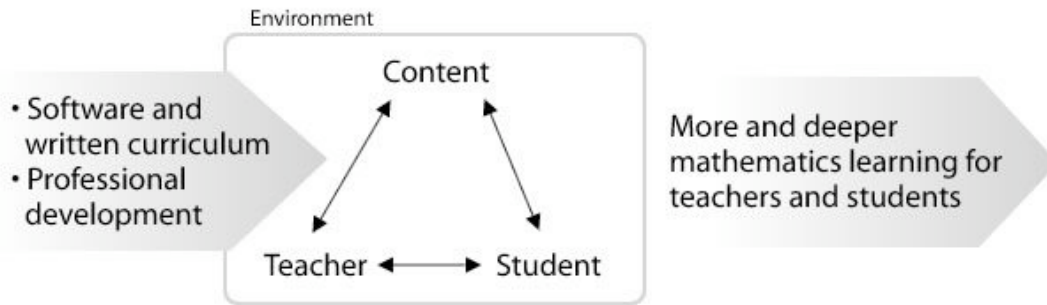 Environment
• Software and
written curriculum
• Professional
development
Content
Teacher
Student
More and deeper
mathematics learning for
teachers and students